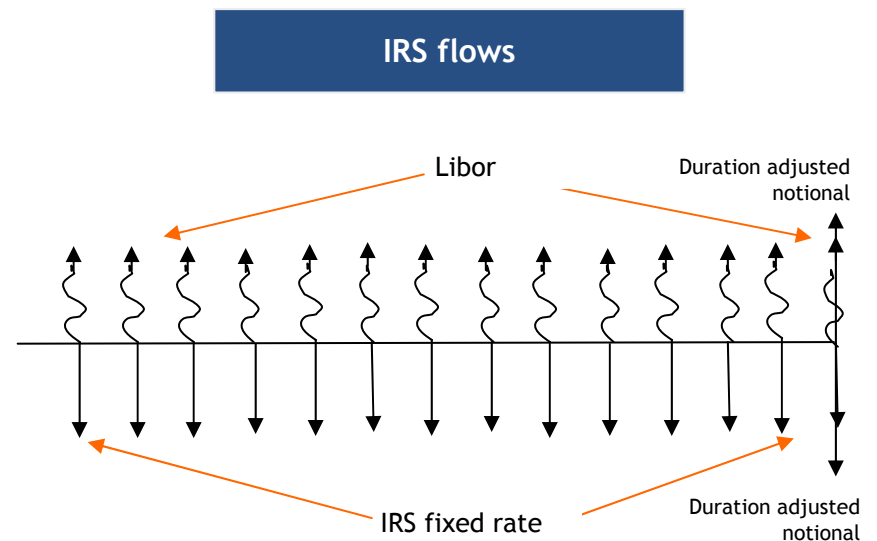 IRS flows
Libor
Duration adjusted
notional
IRS fixed rate
Duration adjusted
notional